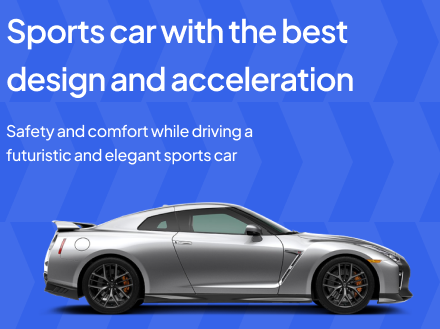 Sports car with the best
design and acceleration
Safety and comfort while driving a
futuristic and elegant sports car